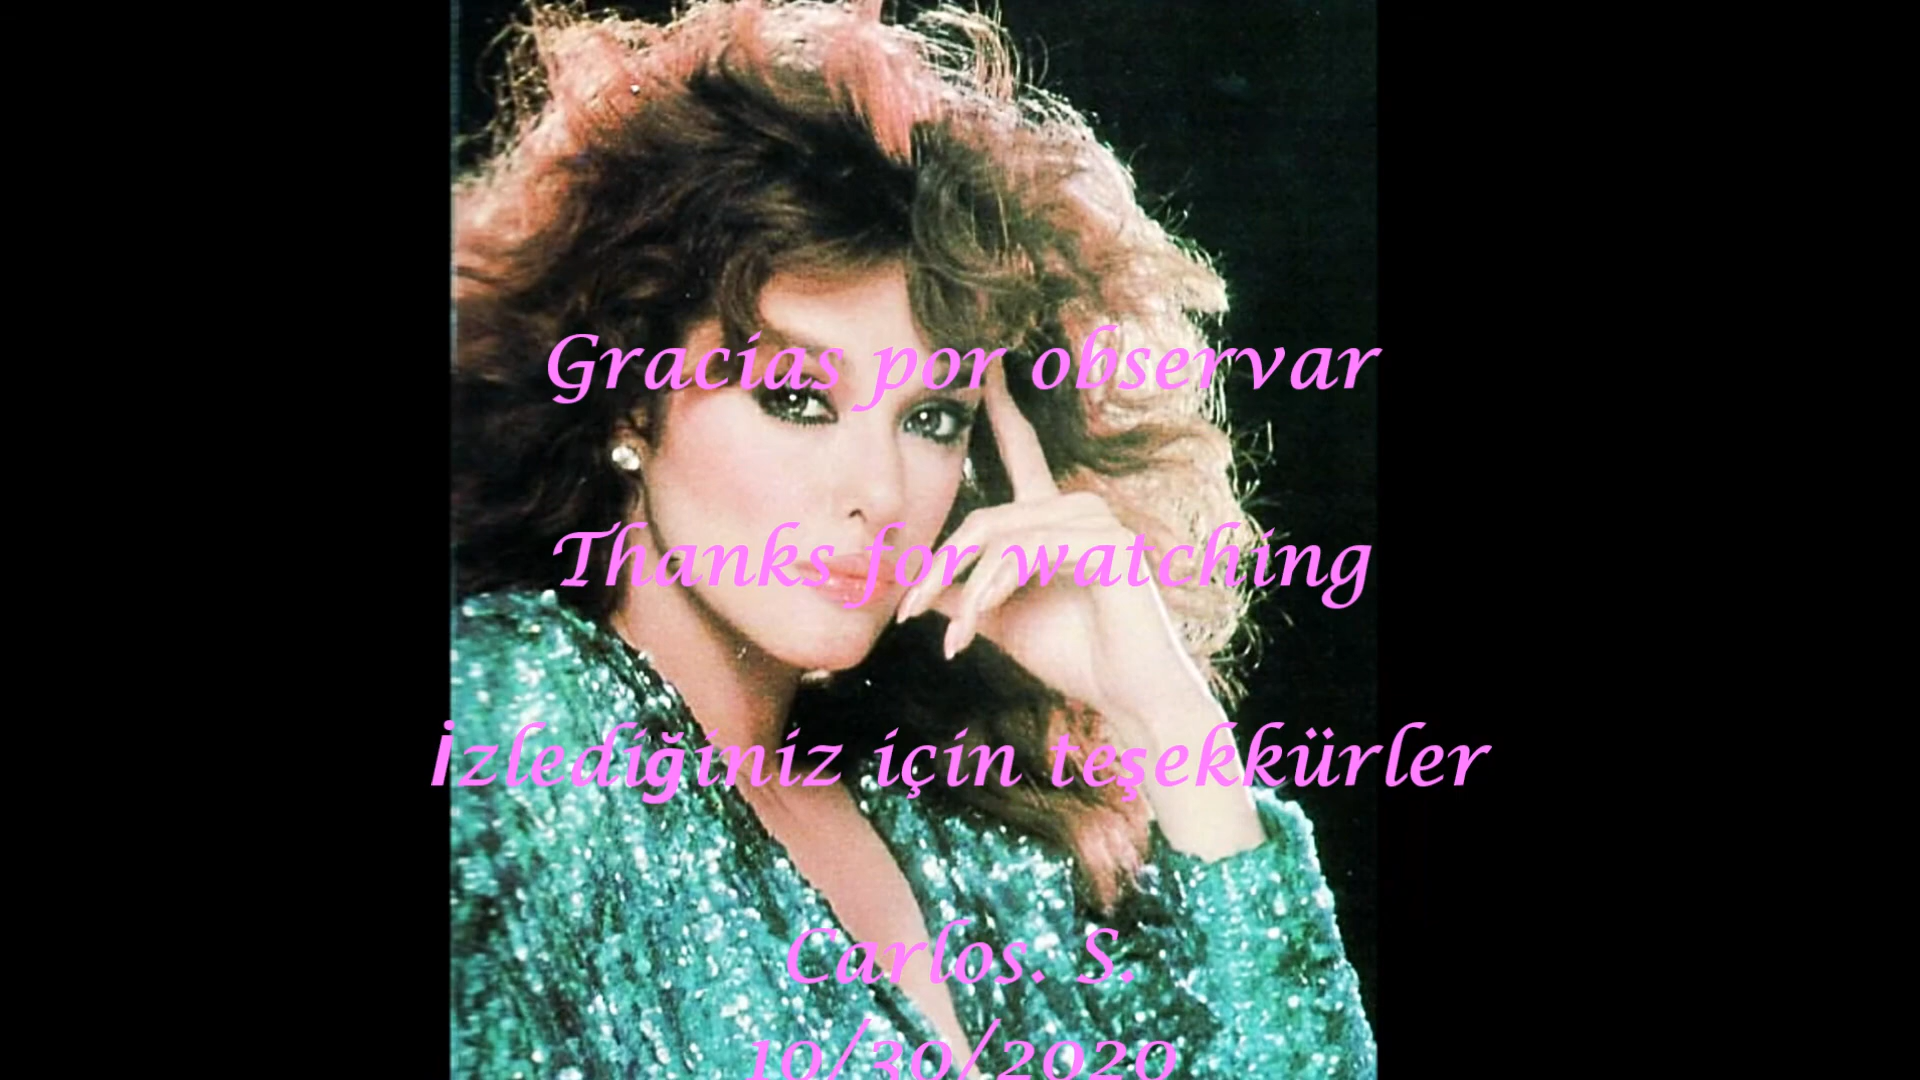 Gracias por observar
Thanks for watching
İzlediğiniz için teşekkürler
Carlos. S.
10/30/2020